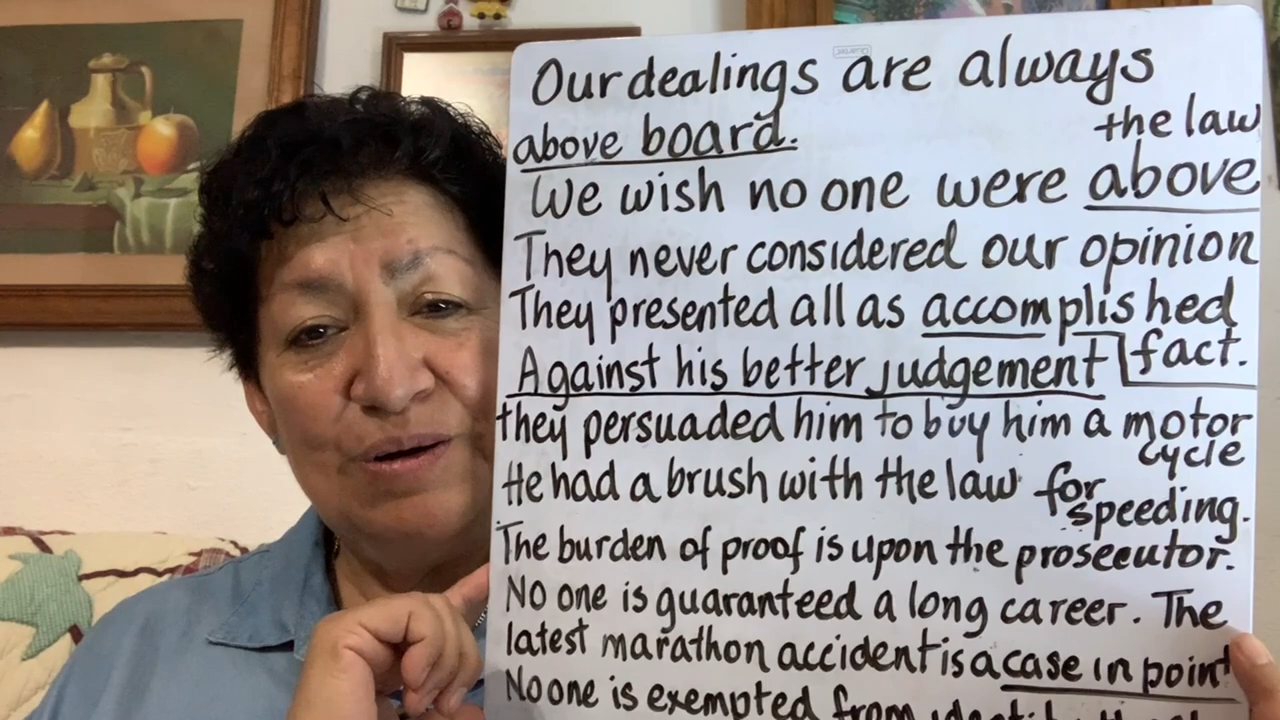 Quartet
Our dealings are always
above board.
the law
We wish no one were above
They never considered our opinion
They presented all as accomplished
fact.
Against his better judgement
they persuaded him to buy him a motor
cycle
He had a brush with the law for
speeding.
The burden of proof is upon the prosecutor.
No one is guaranteed a long career. The
latest marathon accident is a case in point
No one is exempted from